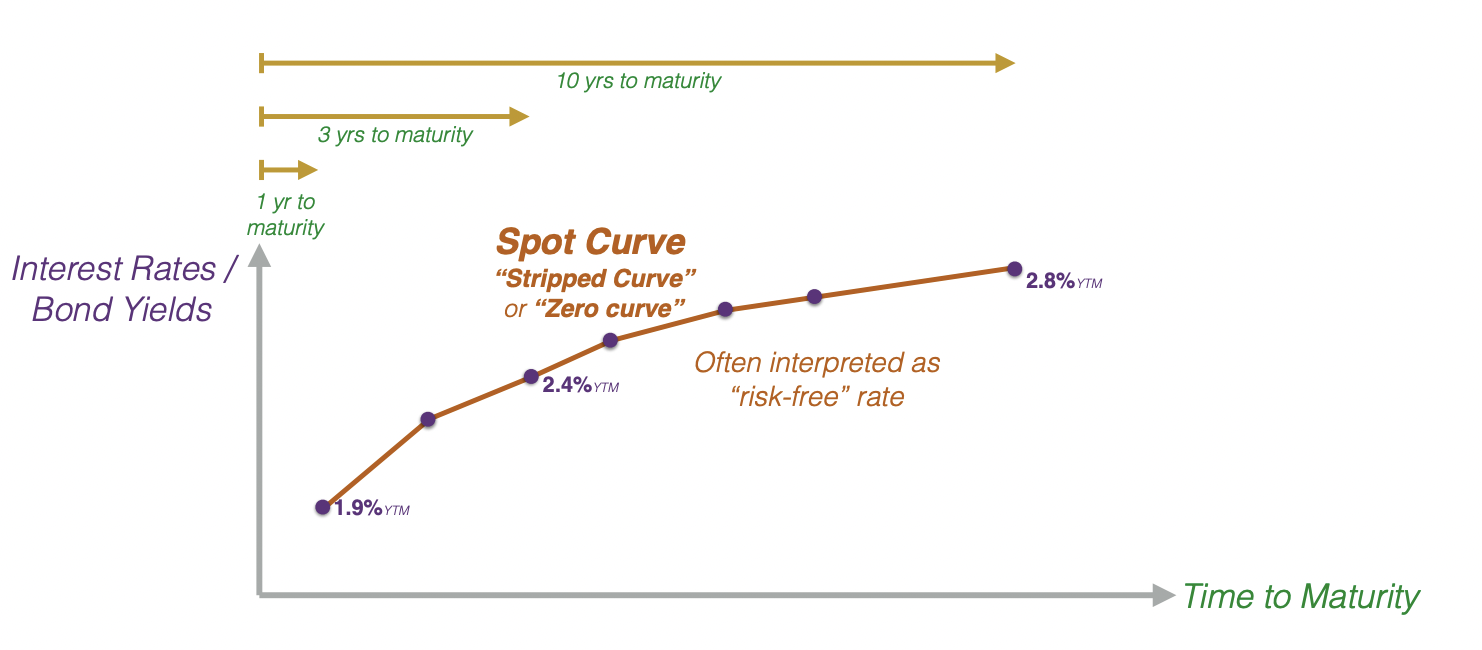 10 yrs to maturity
3 yrs to maturity
1 yr to
maturity
Spot Curve
“Stripped Curve”
or “Zero curve”
Interest Rates /
Bond Yields
2.8%YTM
Often interpreted as
“risk-free” rate
2.4%YTM
1.9%YTM
Time to Maturity